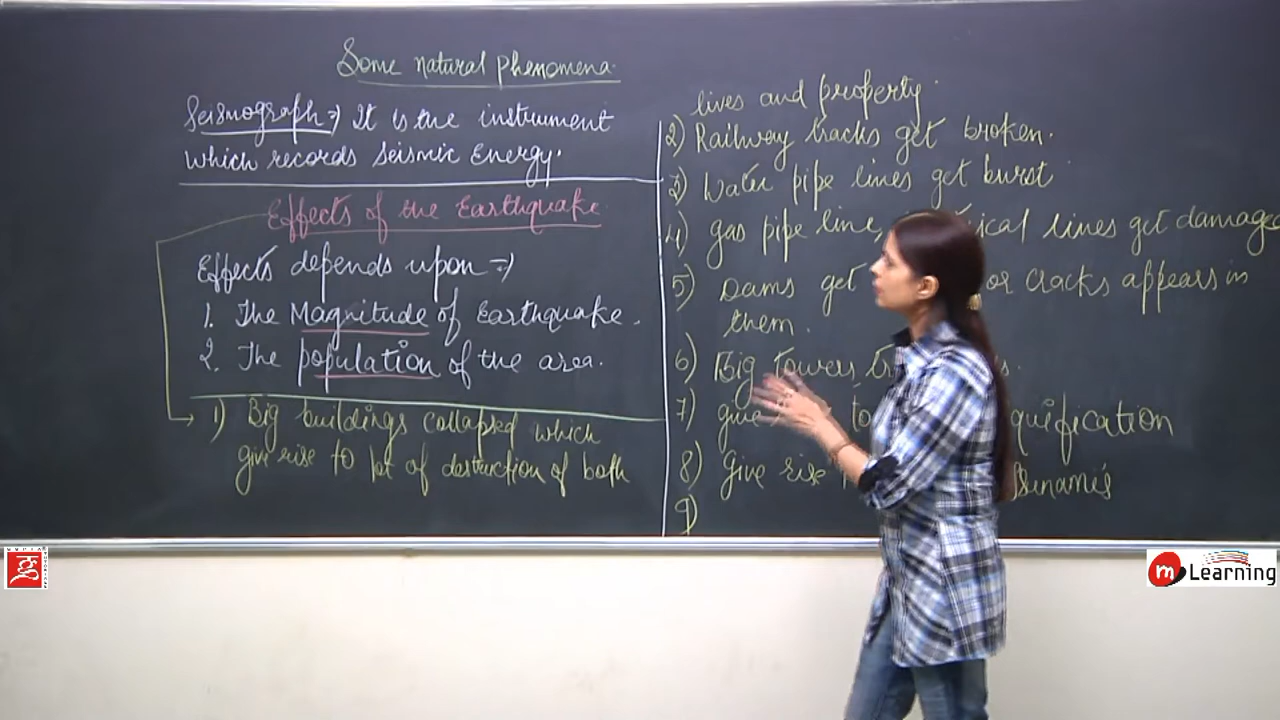 Some natural phenomena.
Seismograph ⇒ It is the instrument
which records Seismic Energy.
Effects of the Earthquake
Effects depends upon ⇒
1. The Magnitude of Earthquake.
2. The population of the area.
1) Big buildings collapsed which
give rise to lot of destruction of both
lives and property.
2) Railway tracks get broken.
3) Water pipe lines get burst
4) gas pipe line, lines get damaged
5) Dams get or cracks appears in
them.
6) Big towers,
7) give to
8) Give rise Tsunamis
9)
m Learning